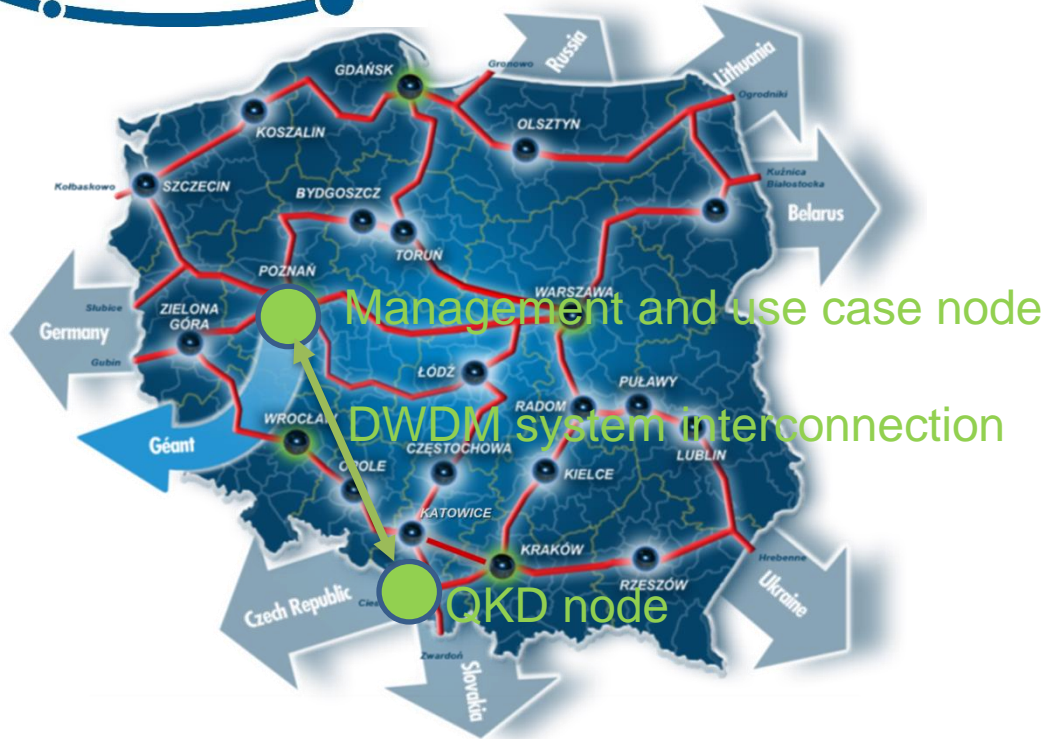 Russia
Lithuania
GDAŃSK
Gronowo
Ogrodniki
KOSZALIN
OLSZTYN
Kuźnica
Białostocka
Kołbaskowo
SZCZECIN
BYDGOSZCZ
Belarus
TORUŃ
POZNAŃ
WARSZAWA
Słubice
ZIELONA
GÓRA
Management and use case node
Germany
Gubin
ŁÓDŹ
PUŁAWY
RADOM
WROCŁAW
DWDM system interconnection
Géant
CZĘSTOCHOWA
LUBLIN
OPOLE
KIELCE
KATOWICE
KRAKÓW
Hrebenne
RZESZÓW
Ukraine
Czech Republic
QKD node
Zwardoń
Slovakia